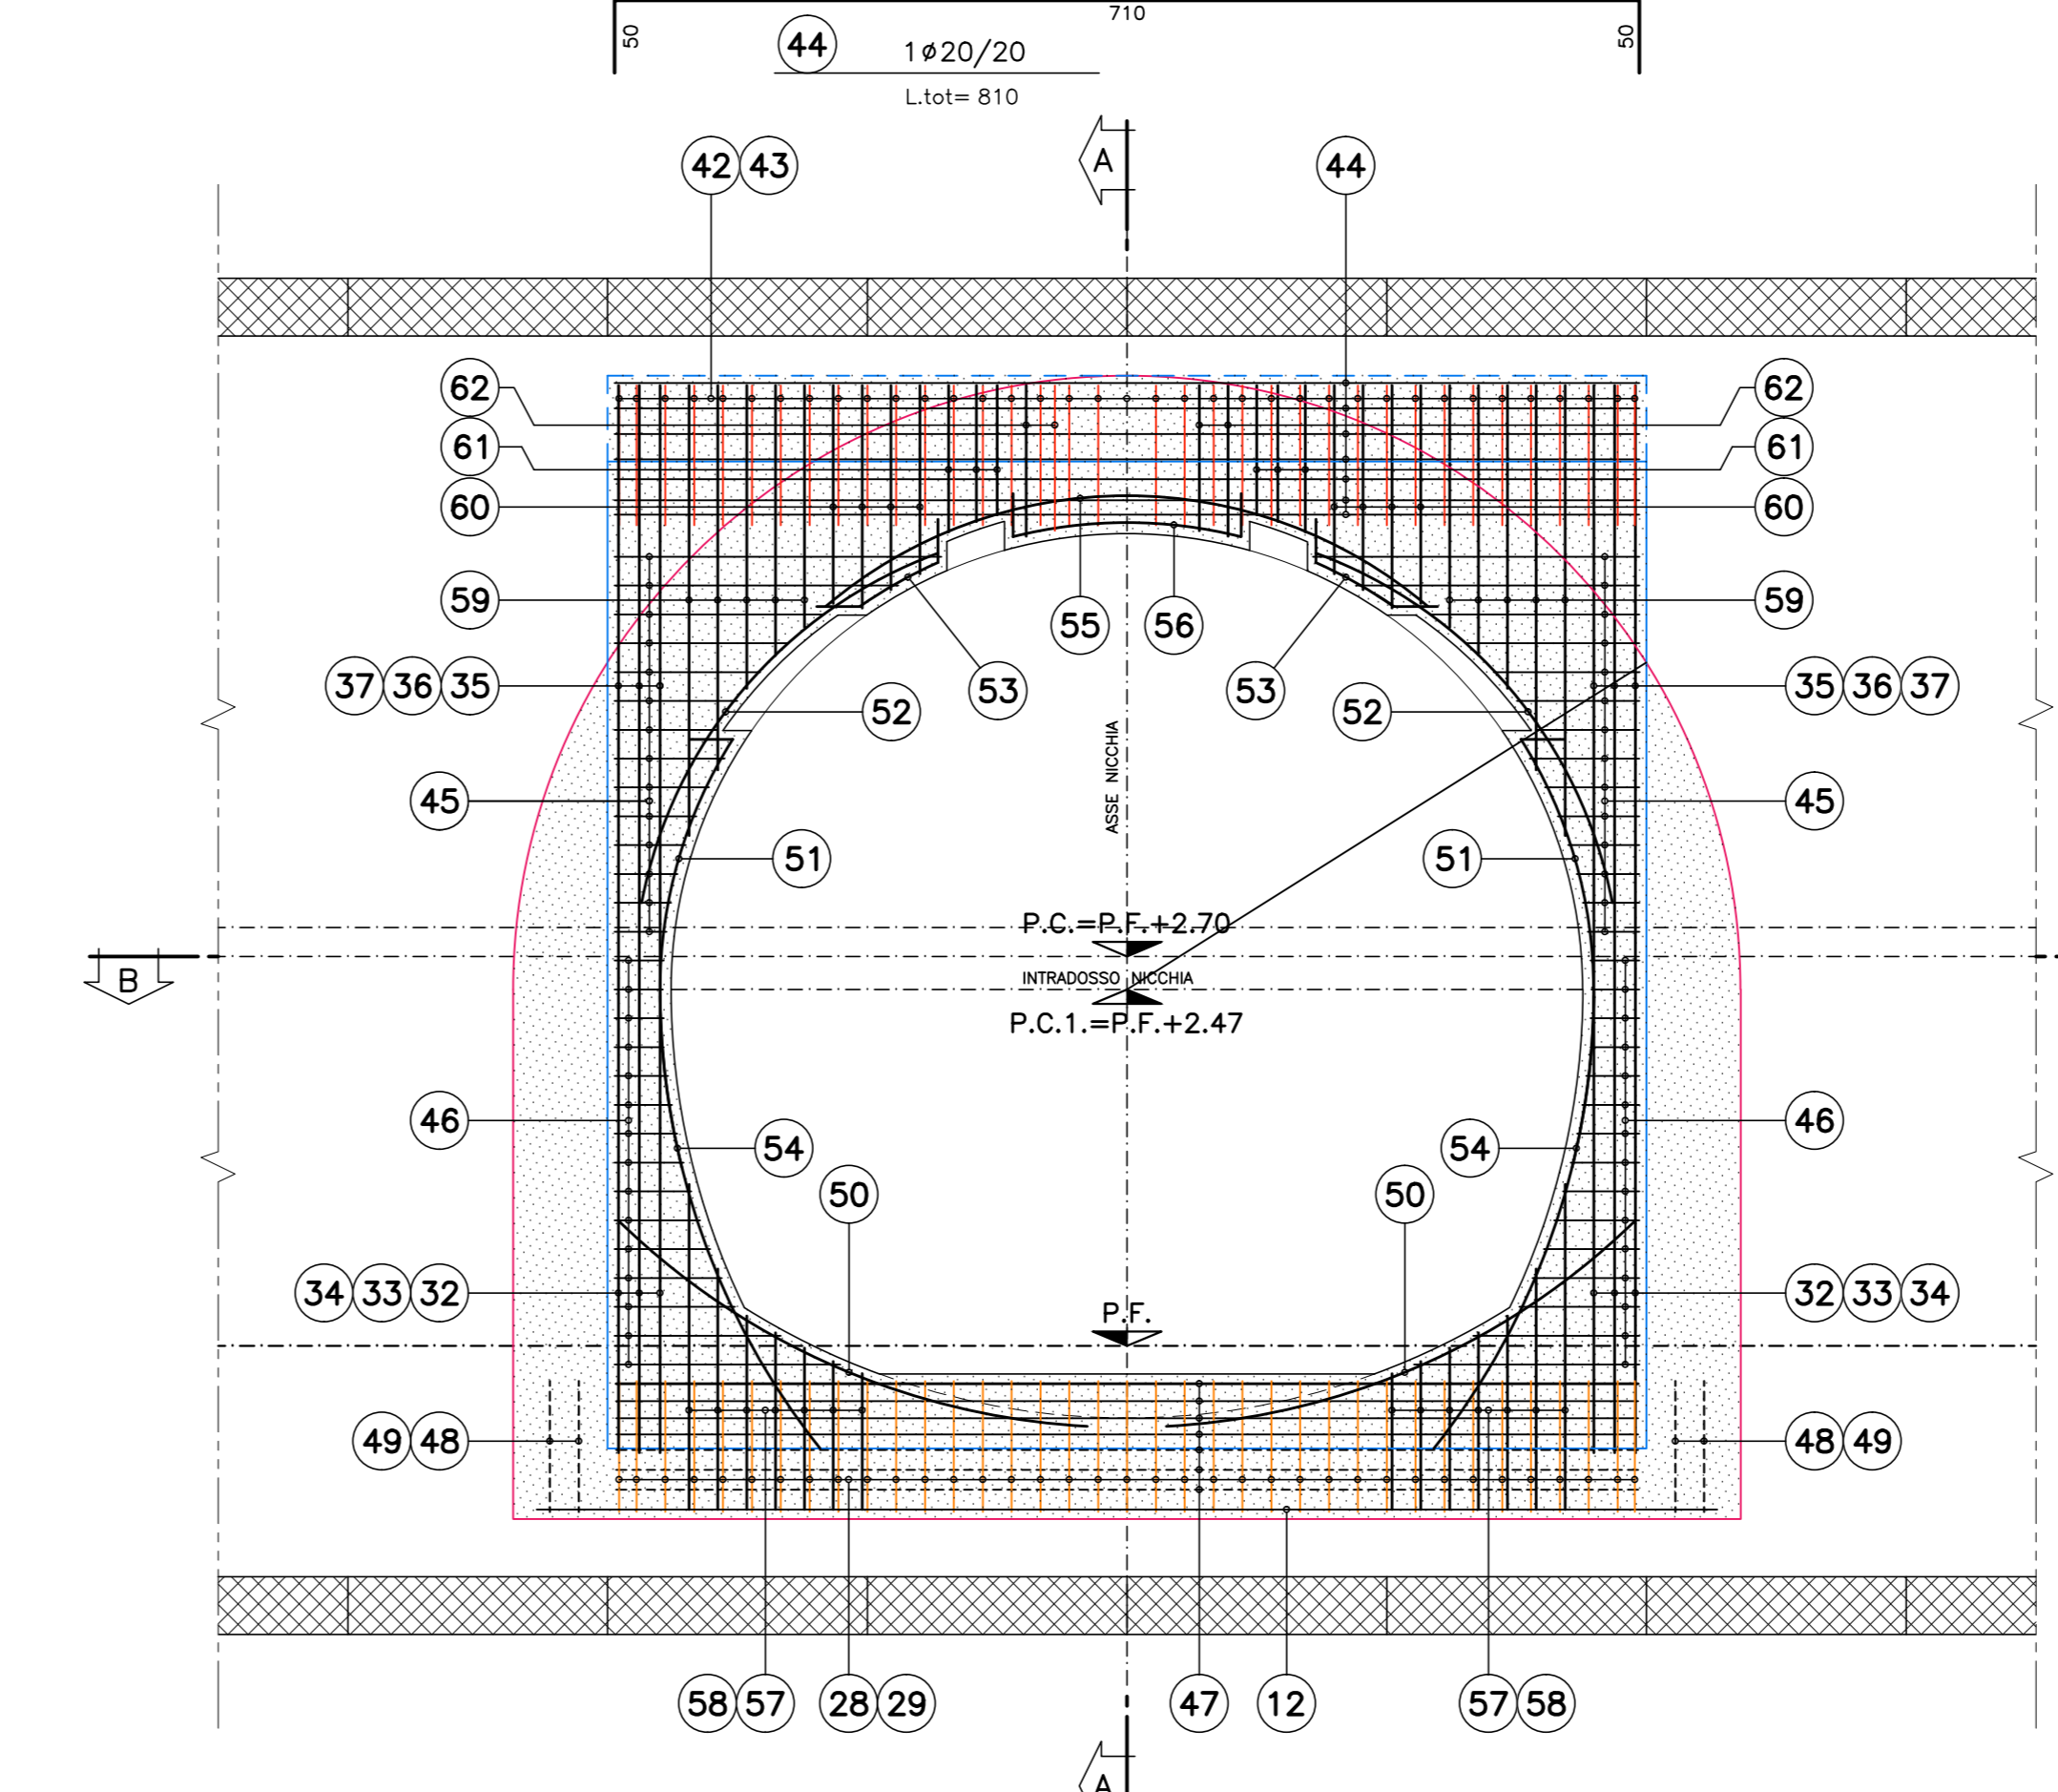 710
50
50
44 1ø20/20
L.tot= 810
A
42 43
44
62
62
61
61
60
60
59
59
55 56
53
53
37 36 35
35 36 37
52
52
ASSE NICCHIA
45
45
51
51
P.C.=P.F.+2.70
B
INTRADOSSO NICCHIA
P.C.1.=P.F.+2.47
46
46
54
54
50
50
34 33 32
32 33 34
P.F.
49 48
48 49
58 57
28 29
47
12
57 58
A